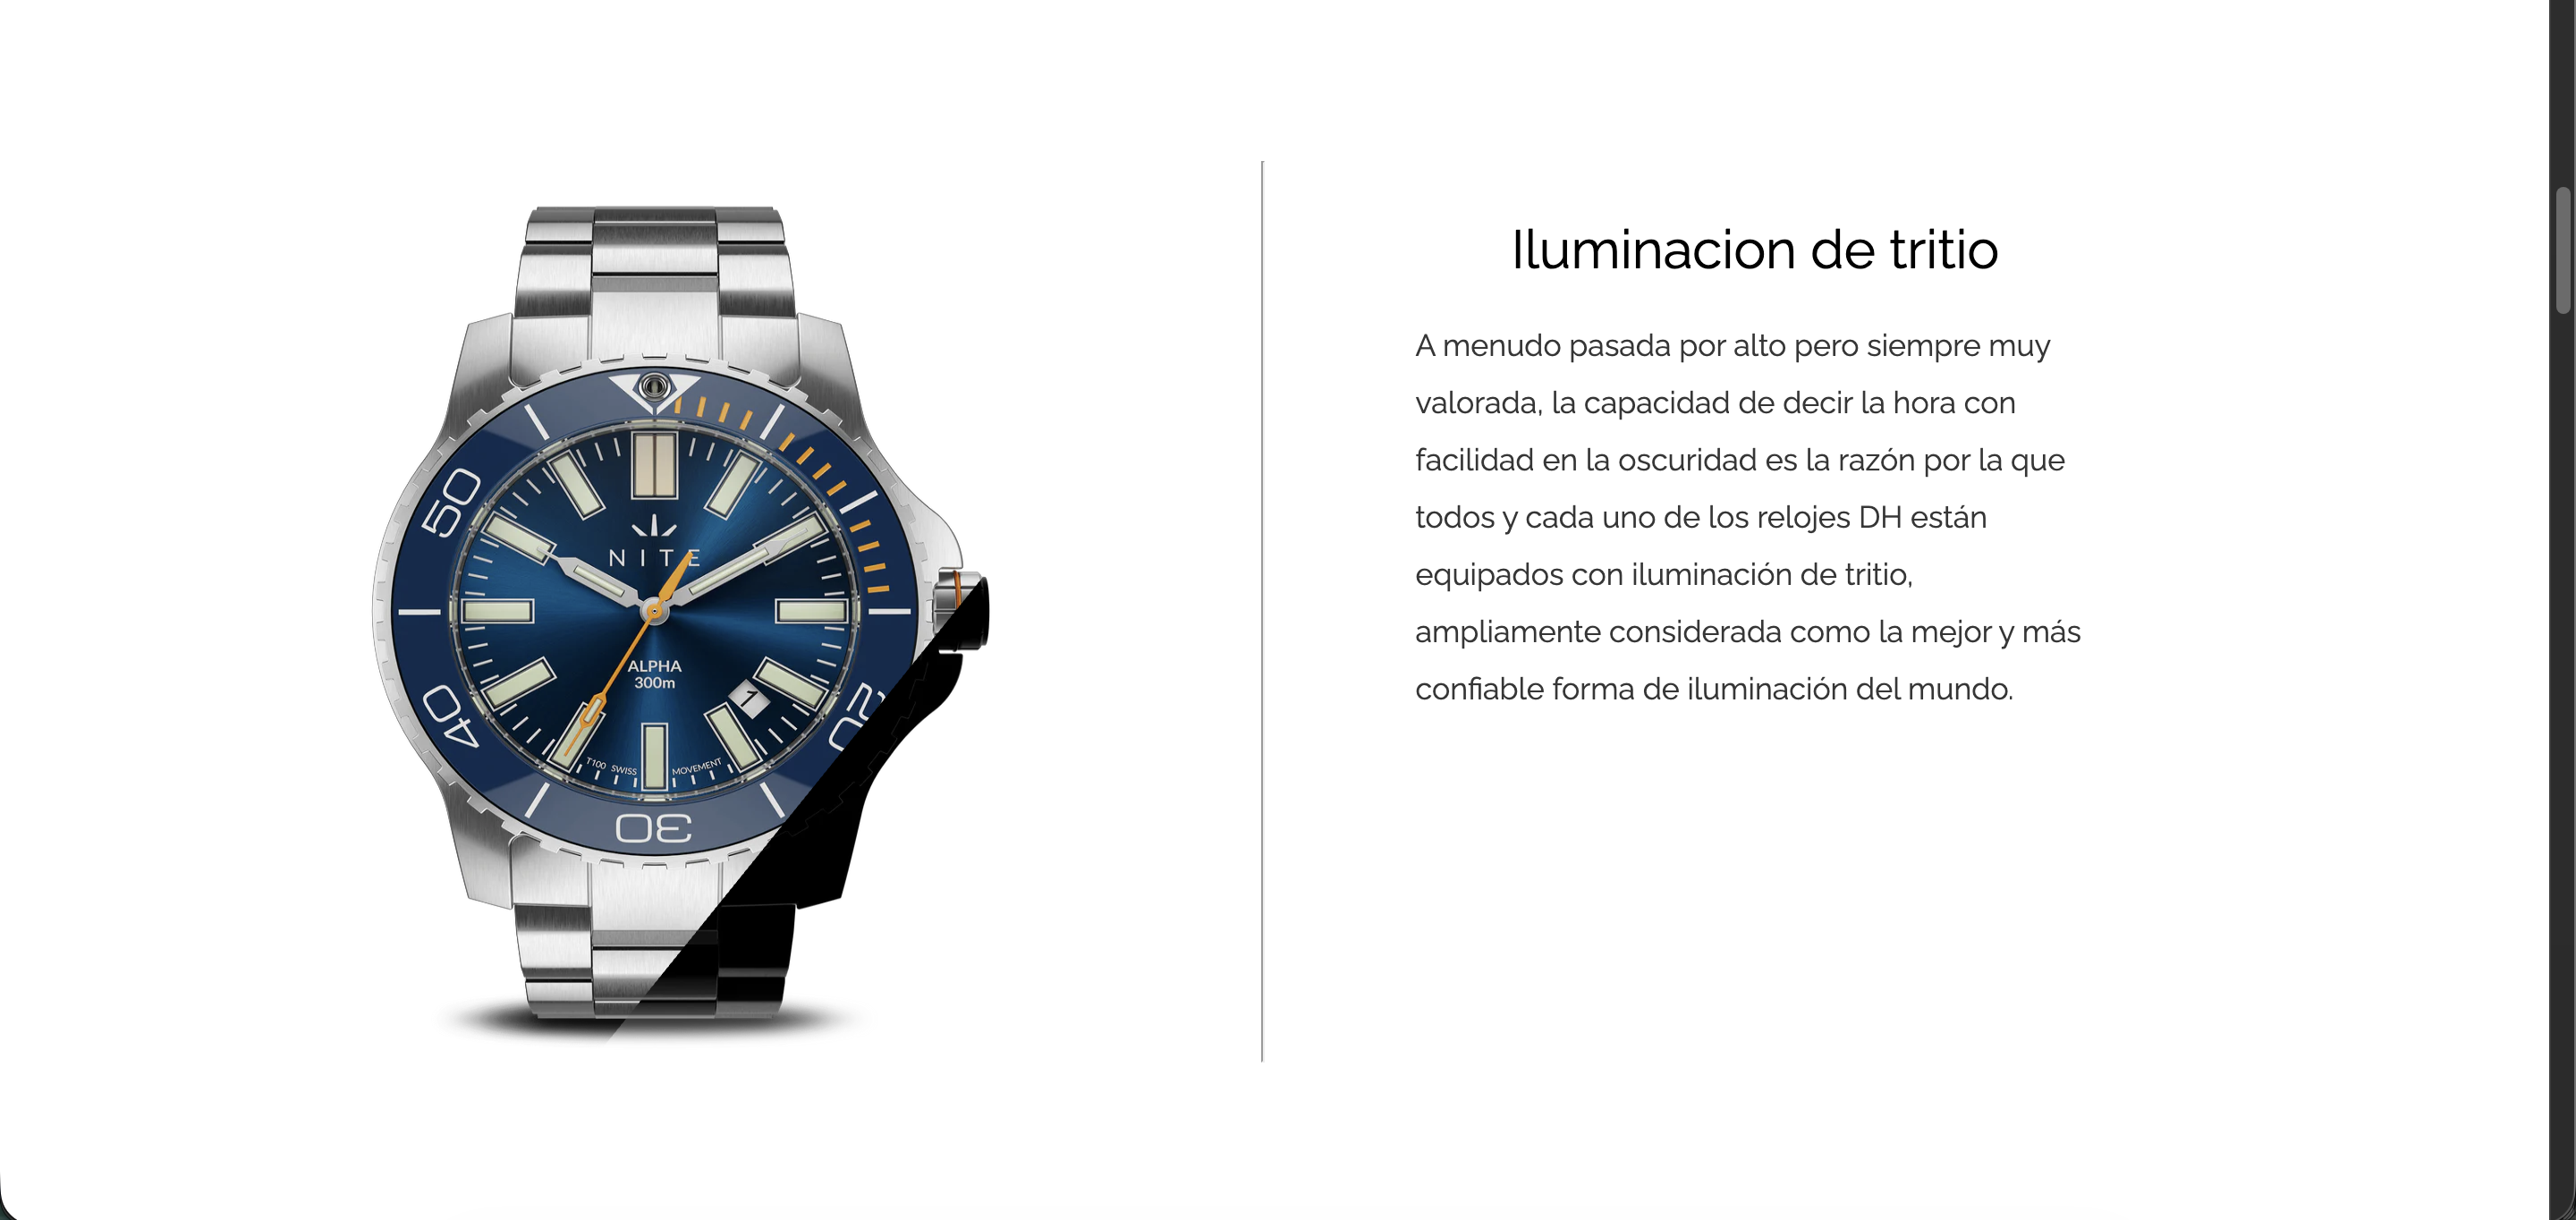 Iluminacion de tritio
A menudo pasada por alto pero siempre muy
valorada, la capacidad de decir la hora con
facilidad en la oscuridad es la razón por la que
todos y cada uno de los relojes DH están
equipados con iluminación de tritio,
ampliamente considerada como la mejor y más
confiable forma de iluminación del mundo.
50
40
30
20
NITE
ALPHA
300m
1
T100 SWISS MOVEMENT